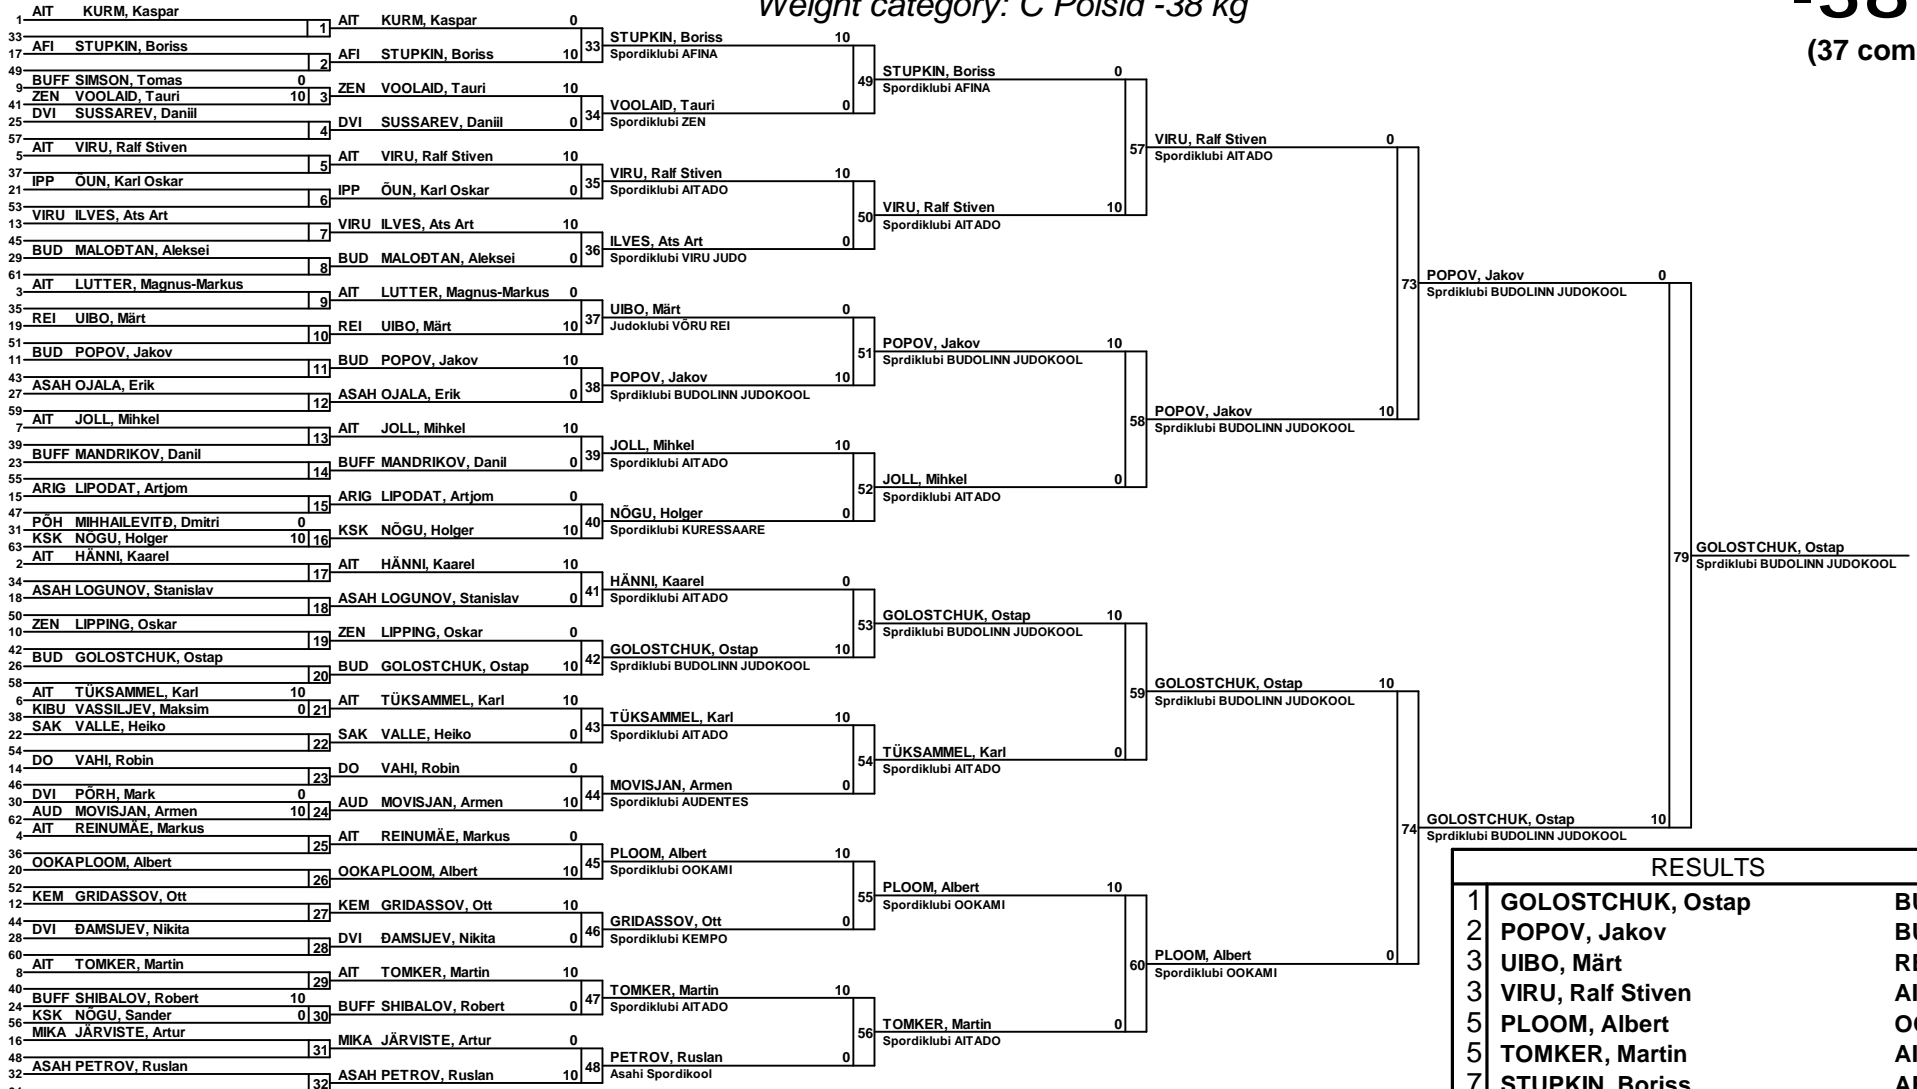 Weight category: C Poisid -38 kg
-38
(37 com
1 AIT KURM, Kaspar
33 1
17 AFI STUPKIN, Boriss
49 2
9 BUFF SIMSON, Tomas 0
41 ZEN VOOLAID, Tauri 10 3
25 DVI SUSSAREV, Daniil
57 4
5 AIT VIRU, Ralf Stiven
37 5
21 IPP ÕUN, Karl Oskar
53 6
13 VIRU ILVES, Ats Art
45 7
29 BUD MALOĐTAN, Aleksei
61 8
3 AIT LUTTER, Magnus-Markus
35 9
19 REI UIBO, Märt
51 10
11 BUD POPOV, Jakov
43 11
27 ASAH OJALA, Erik
59 12
7 AIT JOLL, Mihkel
39 13
23 BUFF MANDRIKOV, Danil
55 14
15 ARIG LIPODAT, Artjom
47 15
31 PÕH MIHHAILEVITĐ, Dmitri 0
63 KSK NÕGU, Holger 10 16
2 AIT HÄNNI, Kaarel
34 17
18 ASAH LOGUNOV, Stanislav
50 18
10 ZEN LIPPING, Oskar
42 19
26 BUD GOLOSTCHUK, Ostap
58 20
6 AIT TÜKSAMMEL, Karl 10
38 KIBU VASSILJEV, Maksim 0 21
22 SAK VALLE, Heiko
54 22
14 DO VAHI, Robin
46 23
30 DVI PÕRH, Mark 0
62 AUD MOVISJAN, Armen 10 24
4 AIT REINUMÄE, Markus
36 25
20 OOKA PLOOM, Albert
52 26
12 KEM GRIDASSOV, Ott
44 27
28 DVI ĐAMSIJEV, Nikita
60 28
8 AIT TOMKER, Martin
40 29
24 BUFF SHIBALOV, Robert 10
56 KSK NÕGU, Sander 0 30
16 MIKA JÄRVISTE, Artur
48 31
32 ASAH PETROV, Ruslan
32
AIT KURM, Kaspar 0
AFI STUPKIN, Boriss 10 33
ZEN VOOLAID, Tauri 10
DVI SUSSAREV, Daniil 0 34
AIT VIRU, Ralf Stiven 10
IPP ÕUN, Karl Oskar 0 35
VIRU ILVES, Ats Art 10
BUD MALOĐTAN, Aleksei 0 36
AIT LUTTER, Magnus-Markus 0
REI UIBO, Märt 10 37
BUD POPOV, Jakov 10
ASAH OJALA, Erik 0 38
AIT JOLL, Mihkel 10
BUFF MANDRIKOV, Danil 0 39
ARIG LIPODAT, Artjom 0
KSK NÕGU, Holger 10 40
AIT HÄNNI, Kaarel 10
ASAH LOGUNOV, Stanislav 0 41
ZEN LIPPING, Oskar 0
BUD GOLOSTCHUK, Ostap 10 42
AIT TÜKSAMMEL, Karl 10
SAK VALLE, Heiko 0 43
DO VAHI, Robin 0
AUD MOVISJAN, Armen 10 44
AIT REINUMÄE, Markus 0
OOKA PLOOM, Albert 10 45
KEM GRIDASSOV, Ott 10
DVI ĐAMSIJEV, Nikita 0 46
AIT TOMKER, Martin 10
BUFF SHIBALOV, Robert 0 47
MIKA JÄRVISTE, Artur 0
ASAH PETROV, Ruslan 10 48
STUPKIN, Boriss 10
Spordiklubi AFINA
49
VOOLAID, Tauri 0
Spordiklubi ZEN
VIRU, Ralf Stiven 10
Spordiklubi AITADO
50
ILVES, Ats Art 0
Spordiklubi VIRU JUDO
UIBO, Märt 0
Judoklubi VÕRU REI
51
POPOV, Jakov 10
Sprdiklubi BUDOLINN JUDOKOOL
JOLL, Mihkel 10
Spordiklubi AITADO
52
NÕGU, Holger 0
Spordiklubi KURESSAARE
HÄNNI, Kaarel 0
Spordiklubi AITADO
53
GOLOSTCHUK, Ostap 10
Sprdiklubi BUDOLINN JUDOKOOL
TÜKSAMMEL, Karl 10
Spordiklubi AITADO
54
MOVISJAN, Armen 0
Spordiklubi AUDENTES
PLOOM, Albert 10
Spordiklubi OOKAMI
55
GRIDASSOV, Ott 0
Spordiklubi KEMPO
TOMKER, Martin 10
Spordiklubi AITADO
56
PETROV, Ruslan 0
Asahi Spordikool
STUPKIN, Boriss 0
Spordiklubi AFINA
57
VIRU, Ralf Stiven 10
Spordiklubi AITADO
POPOV, Jakov 10
Sprdiklubi BUDOLINN JUDOKOOL
58
JOLL, Mihkel 0
Spordiklubi AITADO
GOLOSTCHUK, Ostap 10
Sprdiklubi BUDOLINN JUDOKOOL
59
TÜKSAMMEL, Karl 0
Spordiklubi AITADO
PLOOM, Albert 10
Spordiklubi OOKAMI
60
TOMKER, Martin 0
Spordiklubi AITADO
VIRU, Ralf Stiven 0
Spordiklubi AITADO
73
POPOV, Jakov 10
Sprdiklubi BUDOLINN JUDOKOOL
GOLOSTCHUK, Ostap 10
Sprdiklubi BUDOLINN JUDOKOOL
74
PLOOM, Albert 0
Spordiklubi OOKAMI
POPOV, Jakov 0
Sprdiklubi BUDOLINN JUDOKOOL
79
GOLOSTCHUK, Ostap 10
Sprdiklubi BUDOLINN JUDOKOOL
GOLOSTCHUK, Ostap
Sprdiklubi BUDOLINN JUDOKOOL
RESULTS
1 GOLOSTCHUK, Ostap BU
2 POPOV, Jakov BU
3 UIBO, Märt RE
3 VIRU, Ralf Stiven AI
5 PLOOM, Albert OO
5 TOMKER, Martin AI
7 STUPKIN, Boriss